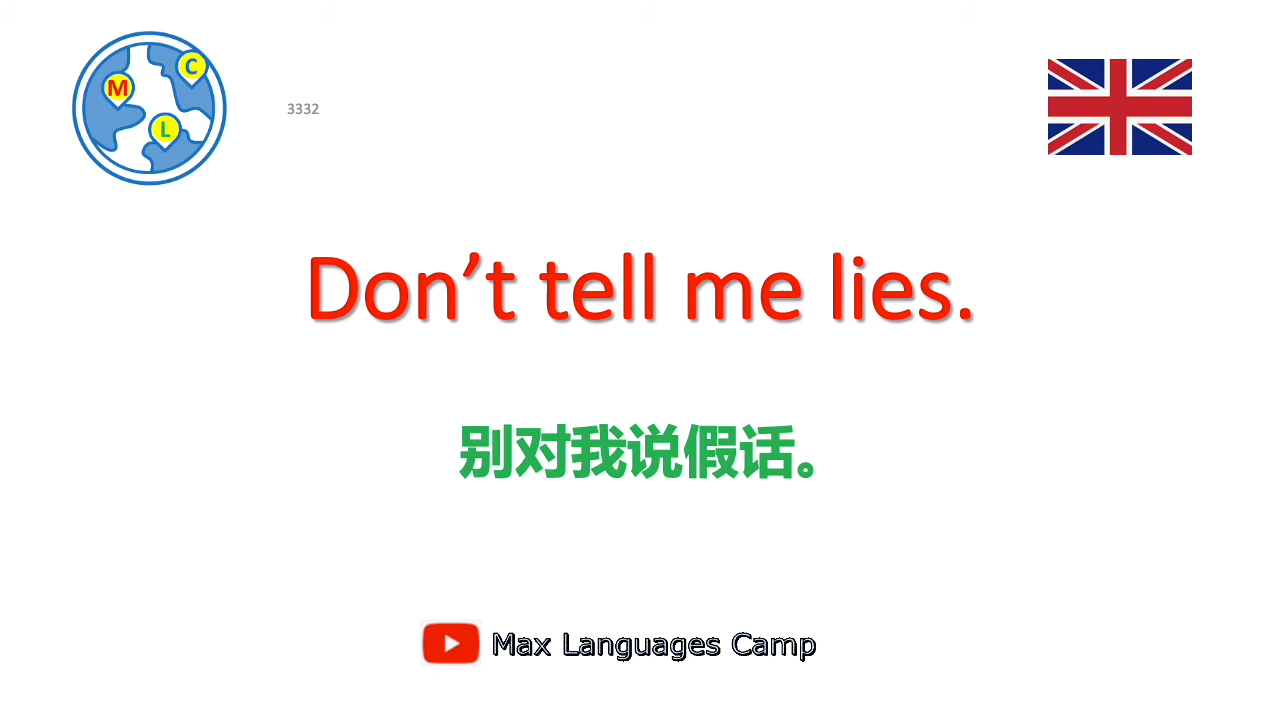 M
C
L
3332
Don’t tell me lies.
别对我说假话。
Max Languages Camp